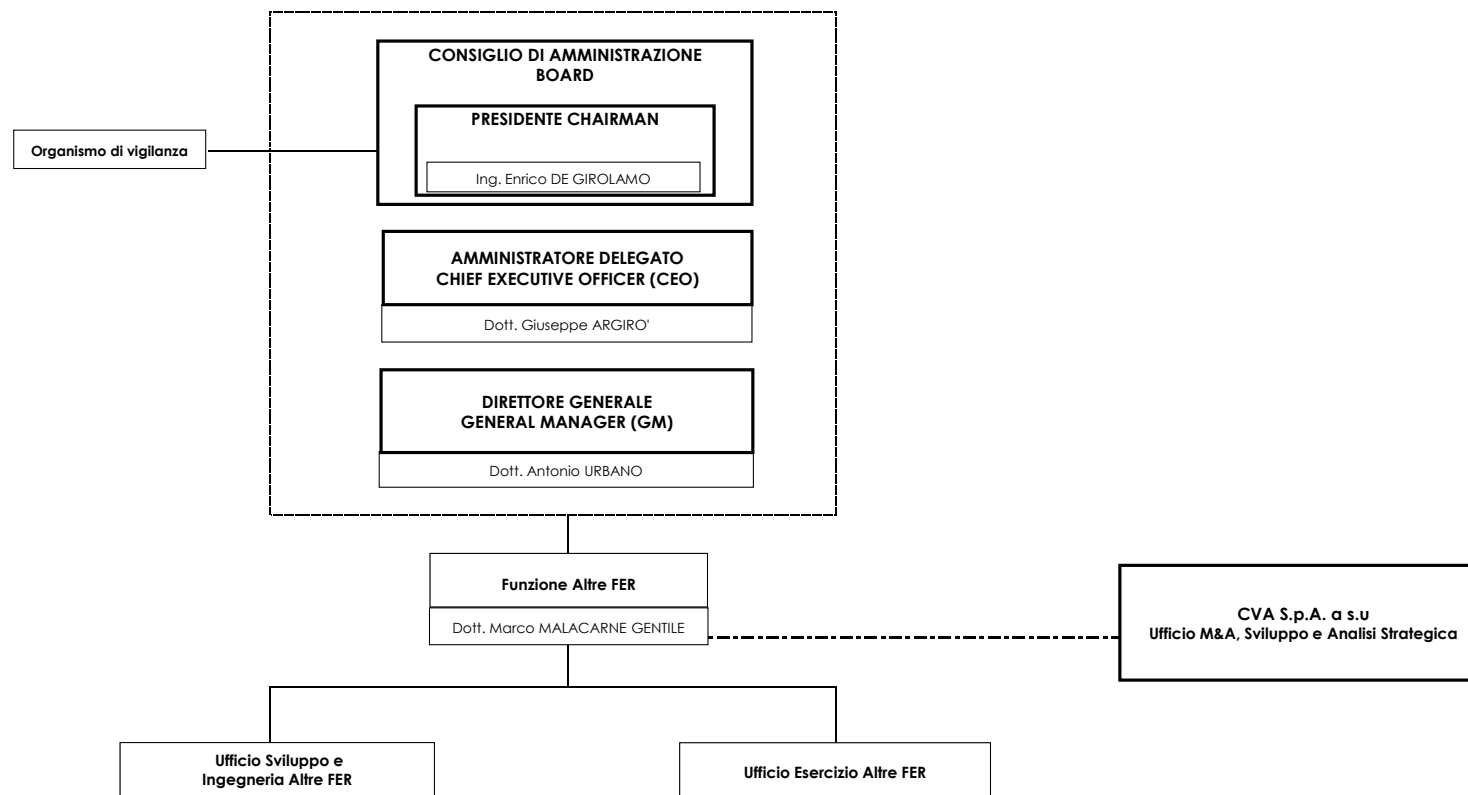 CONSIGLIO DI AMMINISTRAZIONE
BOARD
PRESIDENTE CHAIRMAN
Ing. Enrico DE GIROLAMO
Organismo di vigilanza
AMMINISTRATORE DELEGATO
CHIEF EXECUTIVE OFFICER (CEO)
Dott. Giuseppe ARGIRO'
DIRETTORE GENERALE
GENERAL MANAGER (GM)
Dott. Antonio URBANO
Funzione Altre FER
Dott. Marco MALACARNE GENTILE
CVA S.p.A. a s.u
Ufficio M&A, Sviluppo e Analisi Strategica
Ufficio Sviluppo e
Ingegneria Altre FER
Ufficio Esercizio Altre FER